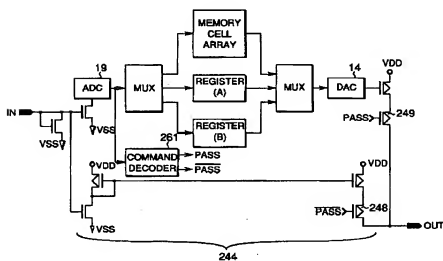 MEMORY
CELL
ARRAY
19
ADC
MUX
REGISTER
(A)
MUX
14
DAC
VDD
249
PASS
IN
VSS
VSS
REGISTER
(B)
261
COMMAND
DECODER
PASS
PASS
VDD
VDD
248
PASS
OUT
VSS
244